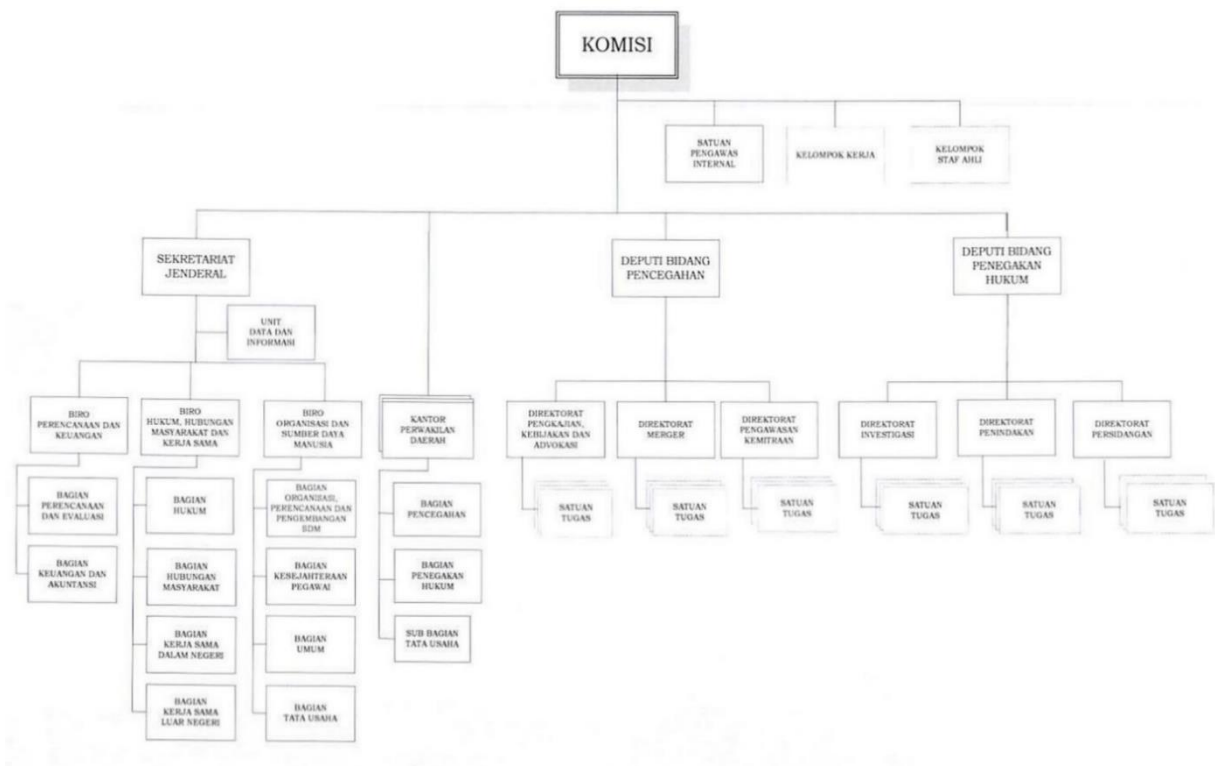 KOMISI
SATUAN
PENGAWAS
INTERNAL
KELOMPOK KERJA
KELOMPOK
STAF AHLI
SEKRETARIAT
JENDERAL
DEPUTI BIDANG
PENCEGAHAN
DEPUTI BIDANG
PENEGAKAN
HUKUM
UNIT
DATA DAN
INFORMASI
BIRO
PERENCANAAN DAN
KEUANGAN
BIRO
HUKUM, HUBUNGAN
MASYARAKAT DAN
KERJA SAMA
BIRO
ORGANISASI DAN
SUMBER DAYA
MANUSIA
KANTOR
PERWAKILAN
DAERAH
DIREKTORAT
PENGKAJIAN,
KEBIJAKAN DAN
ADVOKASI
DIREKTORAT
MERGER
DIREKTORAT
PENGAWASAN
KEMITRAAN
DIREKTORAT
INVESTIGASI
DIREKTORAT
PENINDAKAN
DIREKTORAT
PERSIDANGAN
BAGIAN
PERENCANAAN
DAN EVALUASI
BAGIAN
HUKUM
BAGIAN
ORGANISASI,
PERENCANAAN DAN
PENGEMBANGAN
SDM
BAGIAN
PENCEGAHAN
SATUAN
TUGAS
SATUAN
TUGAS
SATUAN
TUGAS
SATUAN
TUGAS
SATUAN
TUGAS
SATUAN
TUGAS
BAGIAN
KEUANGAN DAN
AKUNTANSI
BAGIAN
HUBUNGAN
MASYARAKAT
BAGIAN
KESEJAHTERAAN
PEGAWAI
BAGIAN
PENEGAKAN
HUKUM
BAGIAN
KERJA SAMA
DALAM NEGERI
BAGIAN
UMUM
SUB BAGIAN
TATA USAHA
BAGIAN
KERJA SAMA
LUAR NEGERI
BAGIAN
TATA USAHA